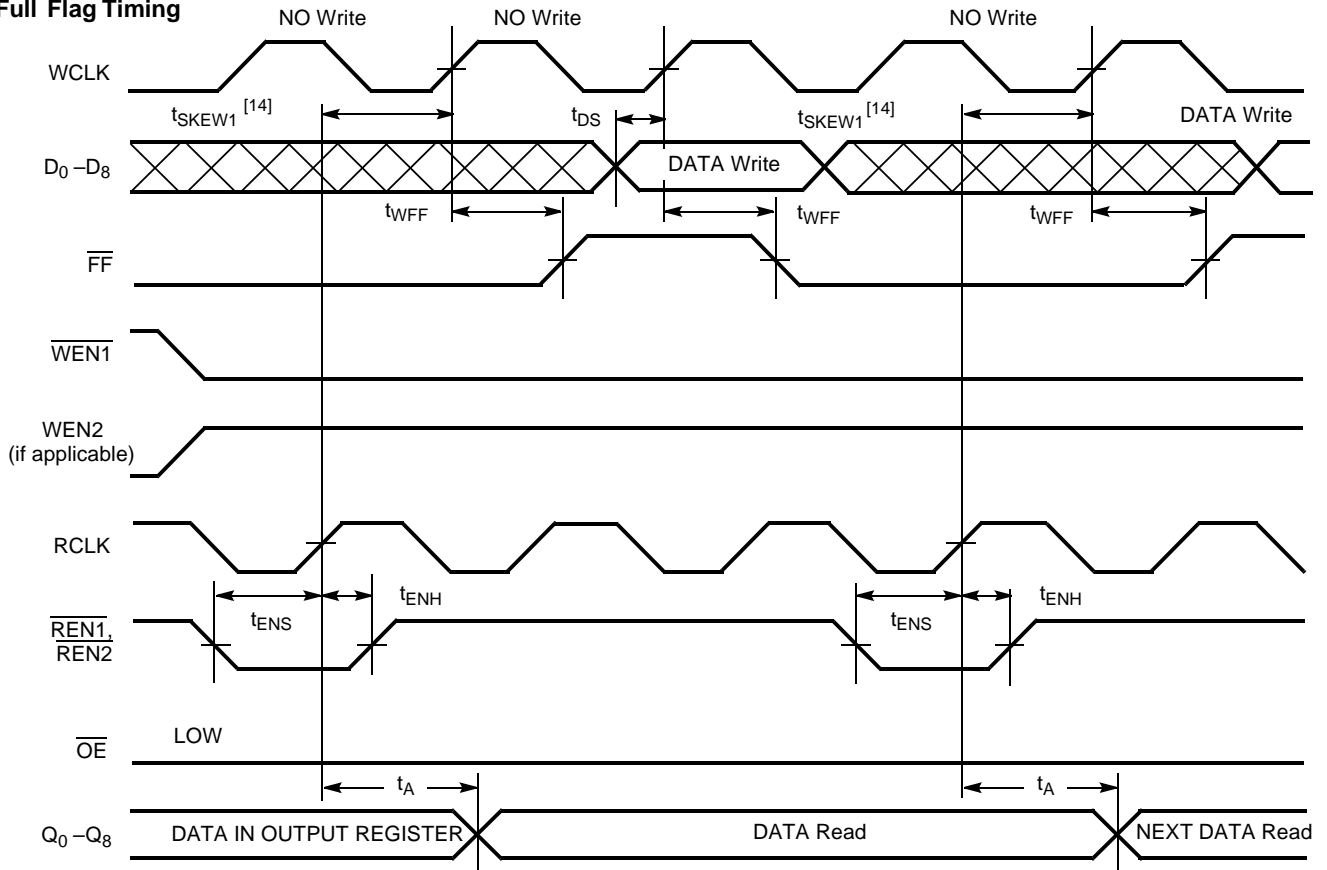 Full Flag Timing
NO Write
NO Write
NO Write
WCLK
tSKEW1 [14]
tDS
tSKEW1 [14]
DATA Write
D0 –D8
DATA Write
tWFF
tWFF
tWFF
FF
WEN1
WEN2
(if applicable)
RCLK
tENS
tENH
tENS
tENH
REN1,
REN2
OE
LOW
tA
tA
Q0 –Q8
DATA IN OUTPUT REGISTER
DATA Read
NEXT DATA Read